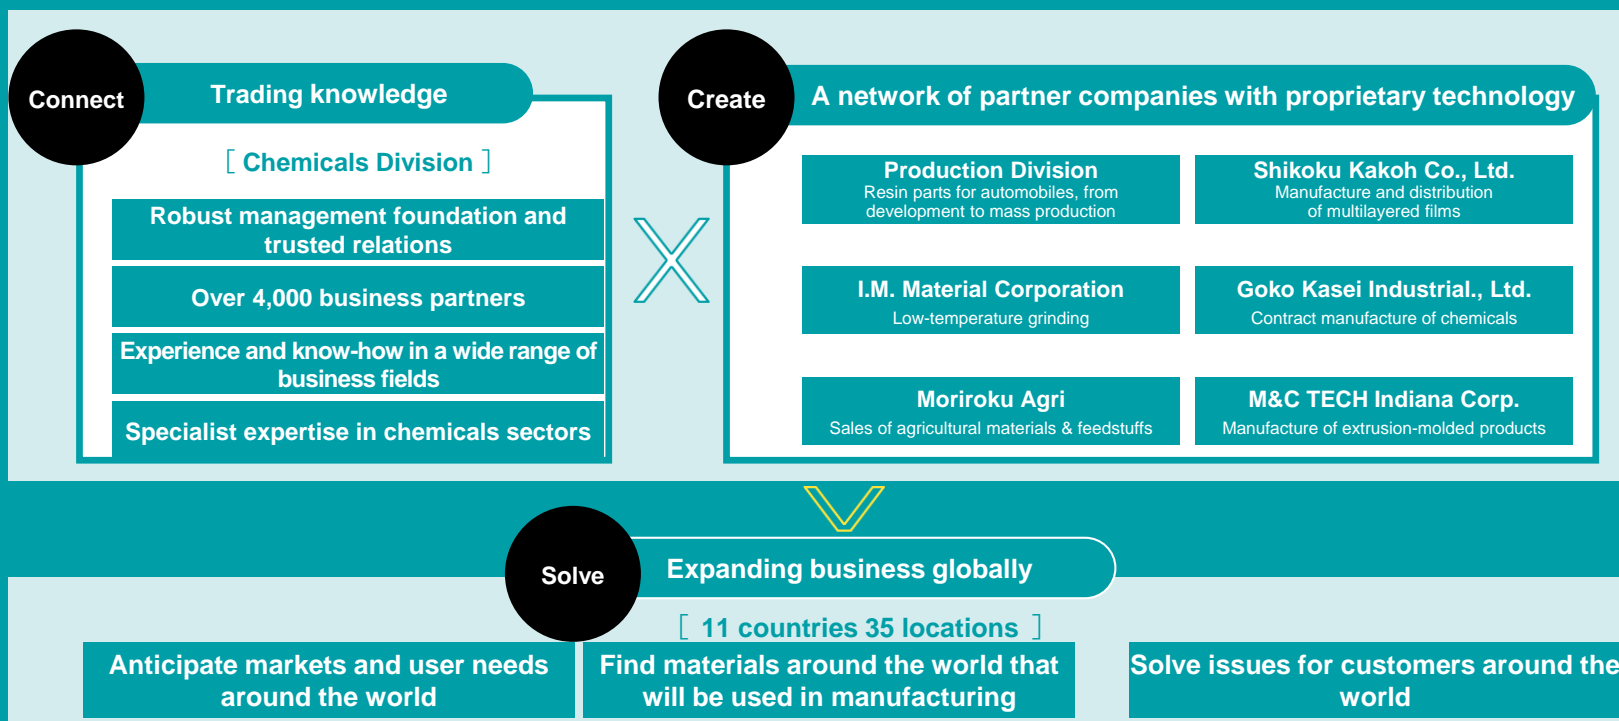 Connect
Trading knowledge
［ Chemicals Division ］
Robust management foundation and
trusted relations
Over 4,000 business partners
Experience and know-how in a wide range of
business fields
Specialist expertise in chemicals sectors
Create
A network of partner companies with proprietary technology
Production Division
Resin parts for automobiles, from
development to mass production
Shikoku Kakoh Co., Ltd.
Manufacture and distribution
of multilayered films
I.M. Material Corporation
Low-temperature grinding
Goko Kasei Industrial., Ltd.
Contract manufacture of chemicals
Moriroku Agri
Sales of agricultural materials & feedstuffs
M&C TECH Indiana Corp.
Manufacture of extrusion-molded products
Solve
Expanding business globally
［ 11 countries 35 locations ］
Anticipate markets and user needs
around the world
Find materials around the world that
will be used in manufacturing
Solve issues for customers around the
world